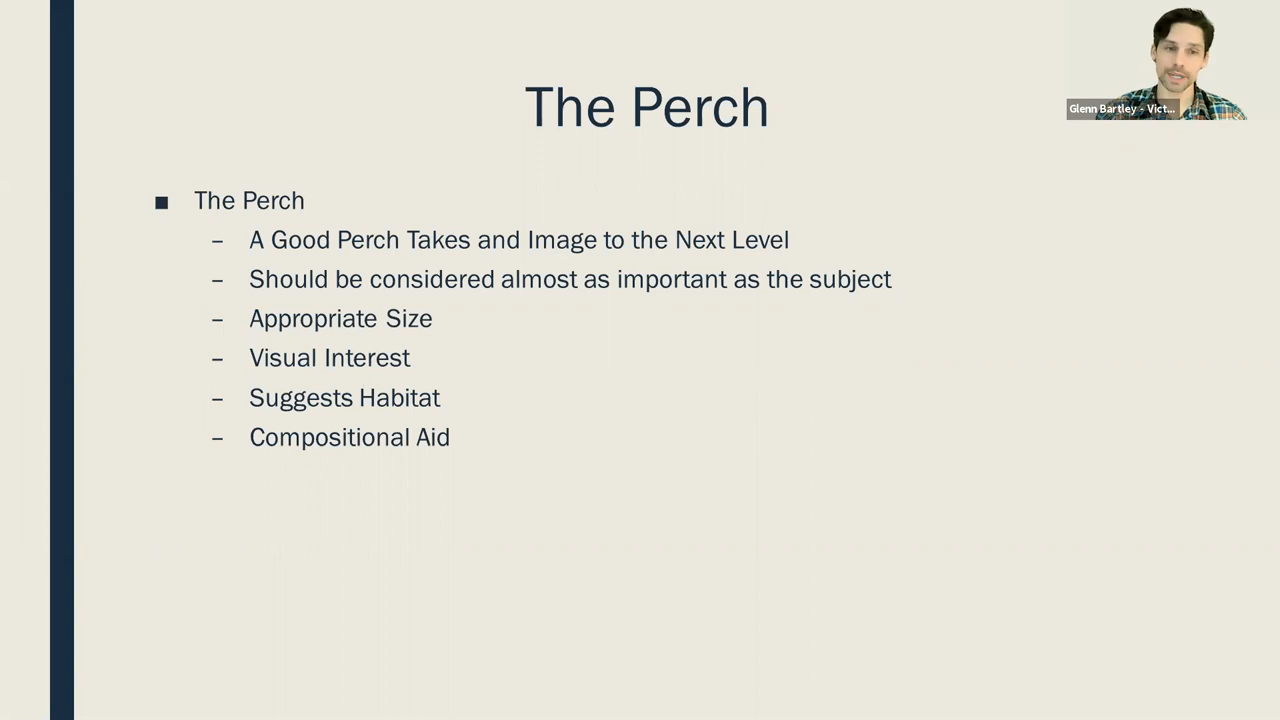 The Perch
Glenn Bartley - Vict...
■ The Perch
– A Good Perch Takes and Image to the Next Level
– Should be considered almost as important as the subject
– Appropriate Size
– Visual Interest
– Suggests Habitat
– Compositional Aid